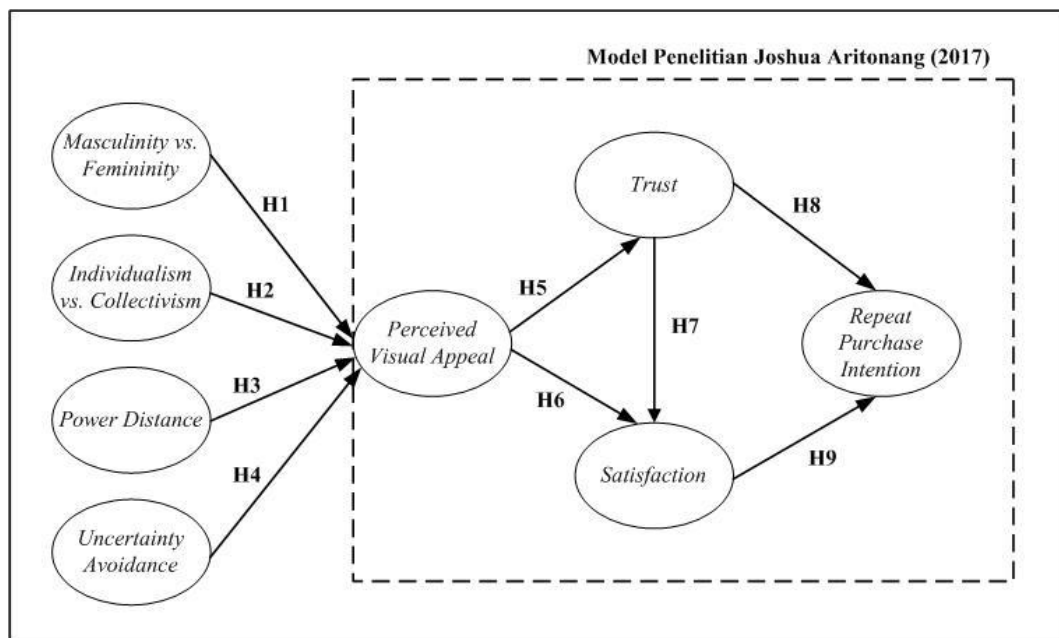 Model Penelitian Joshua Aritonang (2017)
Masculinity vs.
Femininity
H1
Individualism
vs. Collectivism
H2
Power Distance
H3
Uncertainty
Avoidance
H4
Perceived
Visual Appeal
H5
H6
Trust
H7
Satisfaction
H8
H9
Repeat
Purchase
Intention